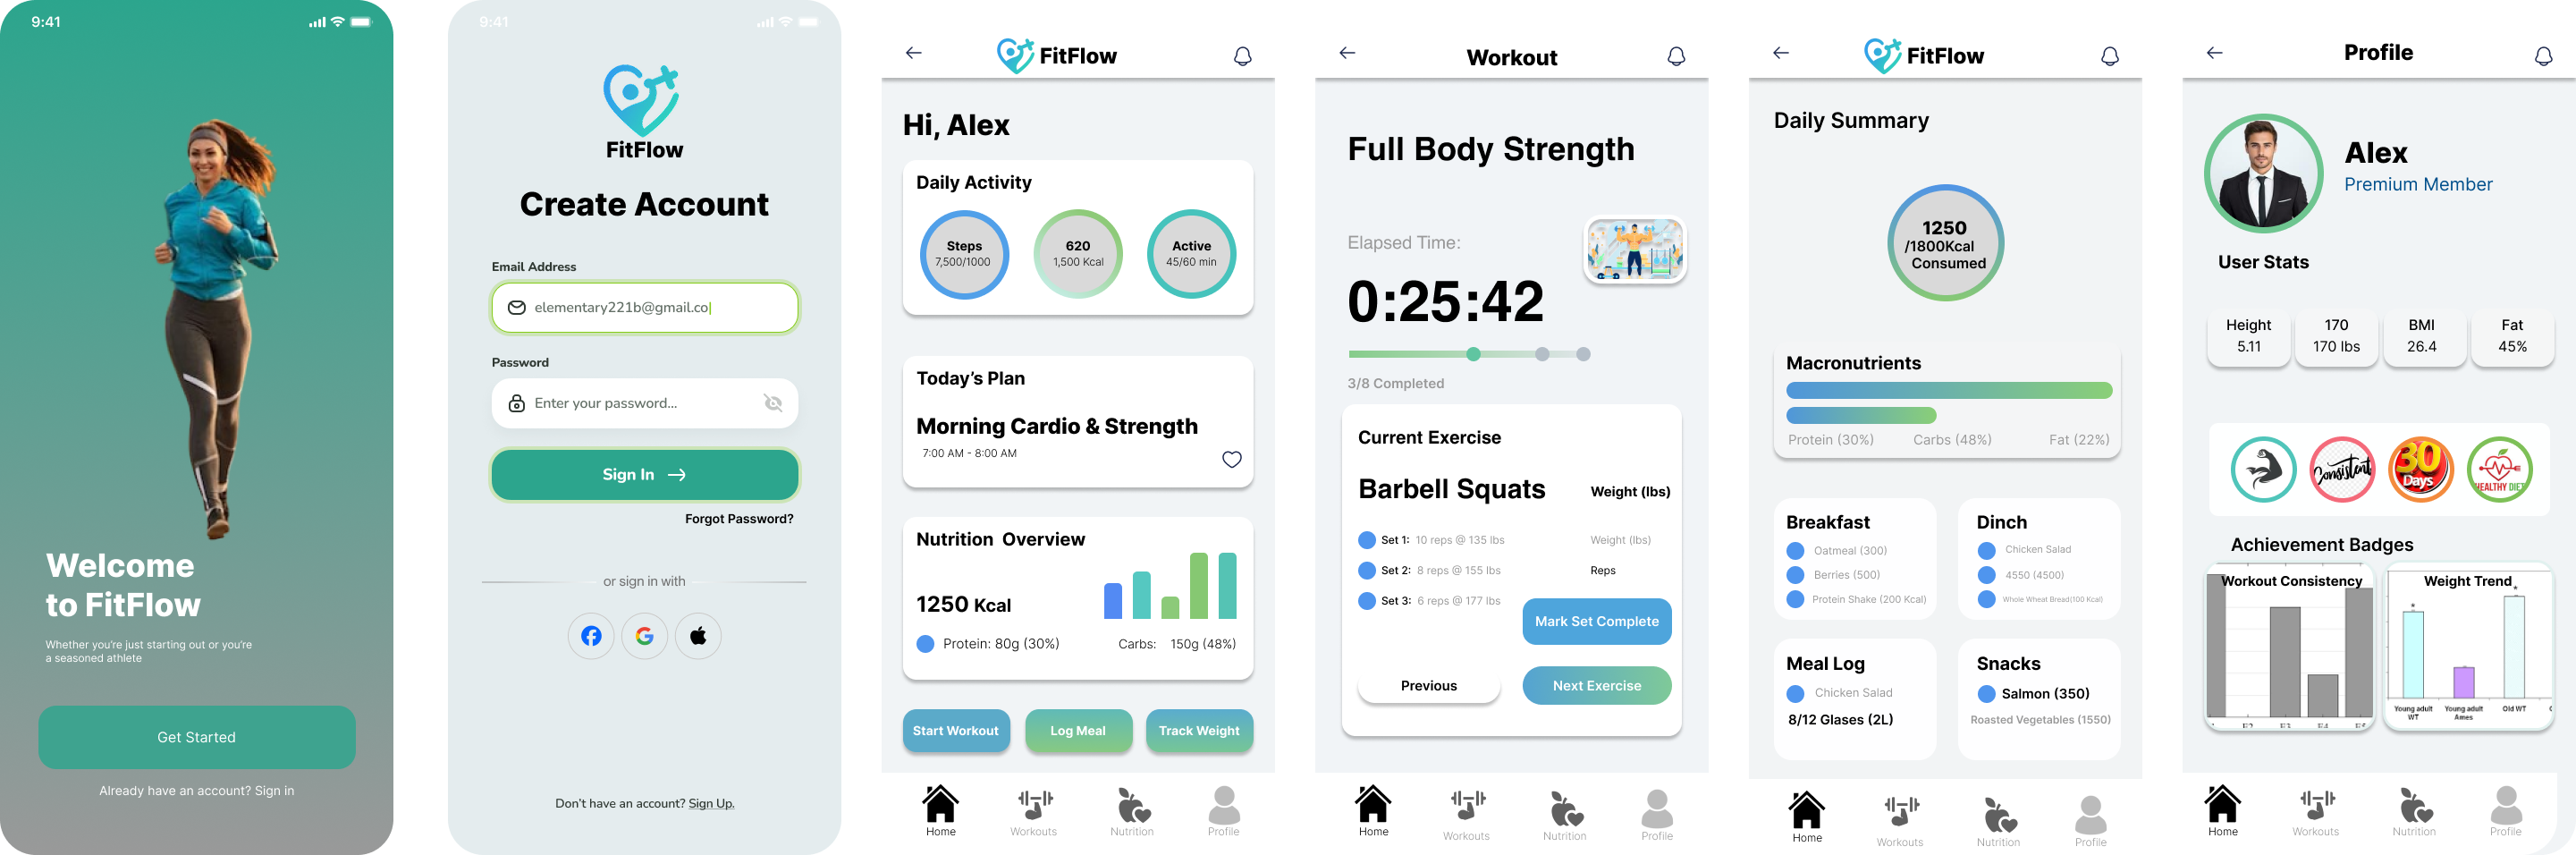 9:41
Welcome
to FitFlow
Whether you're just starting out or you're
a seasoned athlete
Get Started
Already have an account? Sign in
9:41
FitFlow
Create Account
Email Address
elementary221b@gmail.co
Password
Enter your password...
Sign In
Forgot Password?
or sign in with
Don't have an account? Sign Up.
FitFlow
Hi, Alex
Daily Activity
Steps
7,500/1000
620
1,500 Kcal
Active
45/60 min
Today's Plan
Morning Cardio & Strength
7:00 AM - 8:00 AM
Nutrition Overview
1250 Kcal
Protein: 80g (30%)
Carbs: 150g (48%)
Start Workout
Log Meal
Track Weight
Home
Workouts
Nutrition
Profile
Workout
Full Body Strength
Elapsed Time:
0:25:42
3/8 Completed
Current Exercise
Barbell Squats
Weight (lbs)
Set 1: 10 reps @ 135 lbs
Weight (lbs)
Set 2: 8 reps @ 155 lbs
Reps
Set 3: 6 reps @ 177 lbs
Mark Set Complete
Previous
Next Exercise
Home
Workouts
Nutrition
Profile
FitFlow
Daily Summary
1250
/1800Kcal
Consumed
Macronutrients
Protein (30%)
Carbs (48%)
Fat (22%)
Breakfast
Oatmeal (300)
Berries (500)
Protein Shake (200 Kcal)
Dinch
Chicken Salad
4550 (4500)
Whole Wheat Bread(100 Kcal)
Meal Log
Chicken Salad
8/12 Glases (2L)
Snacks
Salmon (350)
Roasted Vegetables (1550)
Home
Workouts
Nutrition
Profile
Profile
Alex
Premium Member
User Stats
Height
5.11
170
170 lbs
BMI
26.4
Fat
45%
Consistent
30
Days
HEALTHY DIET
Achievement Badges
Workout Consistency
Weight Trend
*
*
Young adult
WT
Young adult
Ames
Old WT
Home
Workouts
Nutrition
Profile